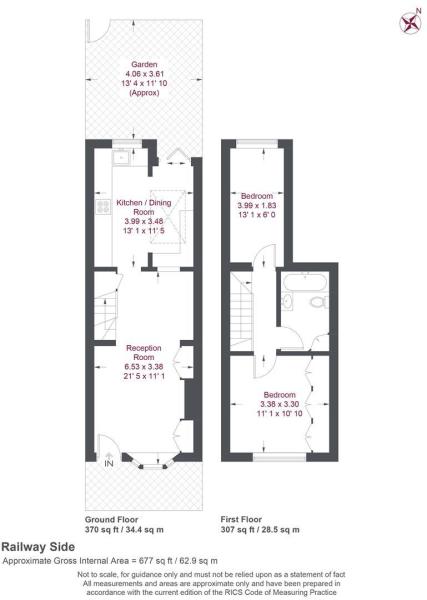 N
Garden
4.06 x 3.61
13' 4 x 11' 10
(Approx)
Kitchen / Dining
Room
3.99 x 3.48
13' 1 x 11' 5
Bedroom
3.99 x 1.83
13' 1 x 6' 0
Reception
Room
6.53 x 3.38
21' 5 x 11' 1
Bedroom
3.38 x 3.30
11' 1 x 10' 10
IN
Ground Floor
370 sq ft / 34.4 sq m
First Floor
307 sq ft / 28.5 sq m
Railway Side
Approximate Gross Internal Area = 677 sq ft / 62.9 sq m
Not to scale, for guidance only and must not be relied upon as a statement of fact
All measurements and areas are approximate only and have been prepared in
accordance with the current edition of the RICS Code of Measuring Practice